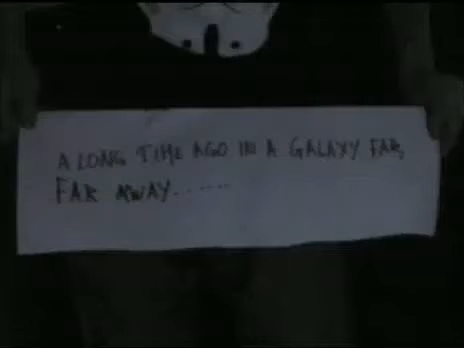 A LONG TIME AGO IN A GALAXY FAR,
FAR AWAY.......